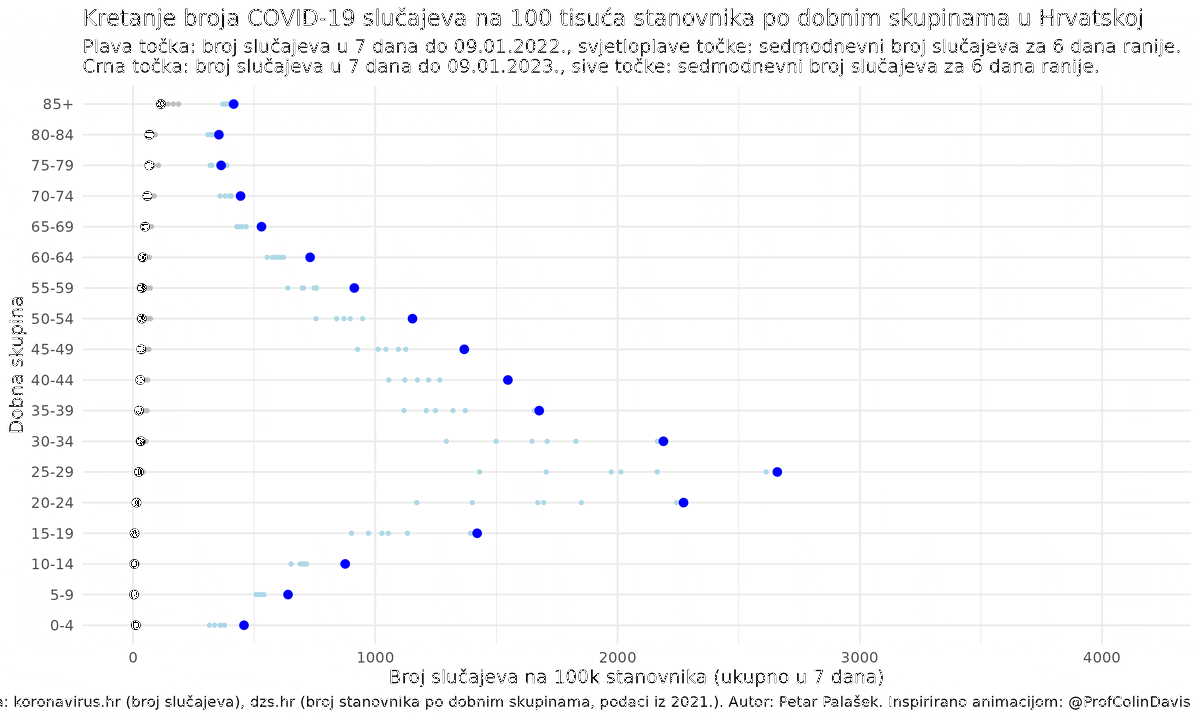 Kretanje broja COVID-19 slučajeva na 100 tisuća stanovnika po dobnim skupinama u Hrvatskoj
Plava točka: broj slučajeva u 7 dana do 09.01.2022., svjetloplave točke: sedmodnevni broj slučajeva za 6 dana ranije.
Crna točka: broj slučajeva u 7 dana do 09.01.2023., sive točke: sedmodnevni broj slučajeva za 6 dana ranije.
Dobna skupina
85+
80-84
75-79
70-74
65-69
60-64
55-59
50-54
45-49
40-44
35-39
30-34
25-29
20-24
15-19
10-14
5-9
0-4
0 1000 2000 3000 4000
Broj slučajeva na 100k stanovnika (ukupno u 7 dana)
a: koronavirus.hr (broj slučajeva), dzs.hr (broj stanovnika po dobnim skupinama, podaci iz 2021.). Autor: Petar Palašek. Inspirirano animacijom: @ProfColinDavis